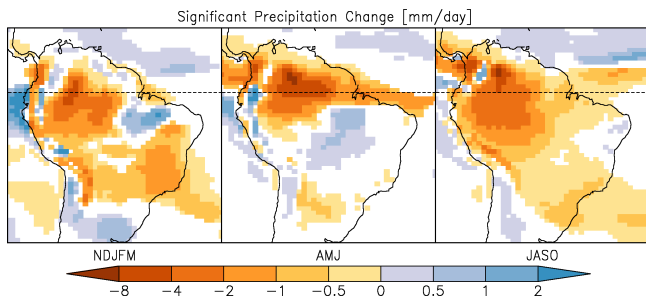 Significant Precipitation Change [mm/day]
NDJFM AMJ JASO
-8 -4 -2 -1 -0.5 0 0.5 1 2